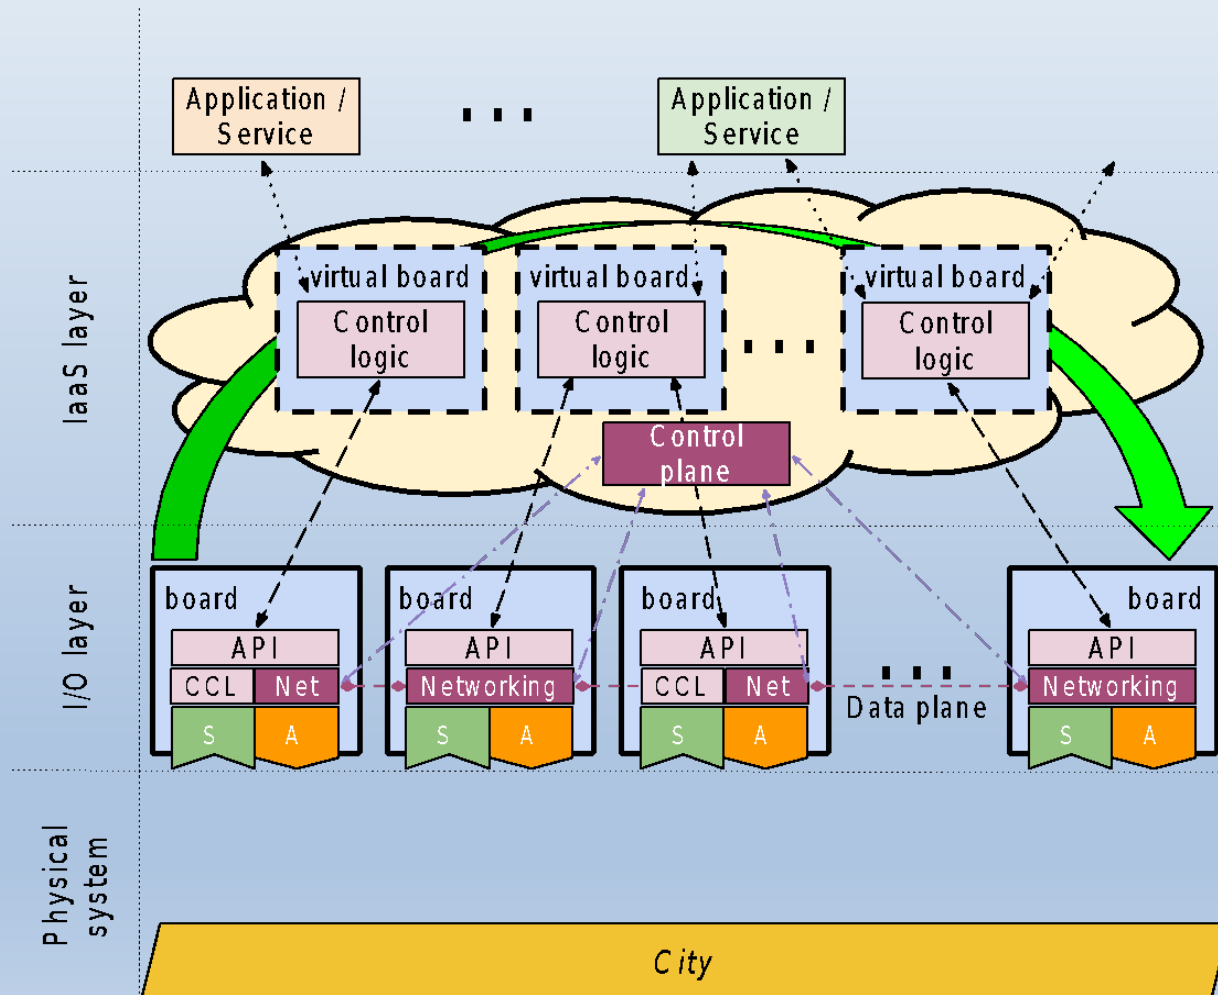 Application /
Service
Application /
Service
IaaS layer
virtual board
virtual board
virtual board
Control
logic
Control
logic
Control
logic
Control
plane
I/O layer
board
board
board
board
API
API
API
API
CCL
Net
Networking
CCL
Net
Networking
Data plane
S
A
S
A
S
A
S
A
Physical
system
City